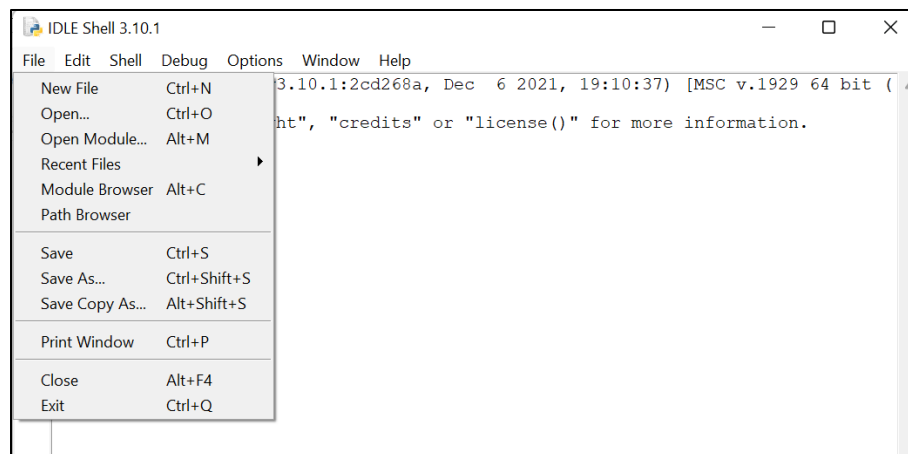 IDLE Shell 3.10.1
File Edit Shell Debug Options Window Help
3.10.1:2cd268a, Dec  6 2021, 19:10:37) [MSC v.1929 64 bit (
ht", "credits" or "license()" for more information.
New File Ctrl+N
Open... Ctrl+O
Open Module... Alt+M
Recent Files
Module Browser Alt+C
Path Browser
Save Ctrl+S
Save As... Ctrl+Shift+S
Save Copy As... Alt+Shift+S
Print Window Ctrl+P
Close Alt+F4
Exit Ctrl+Q